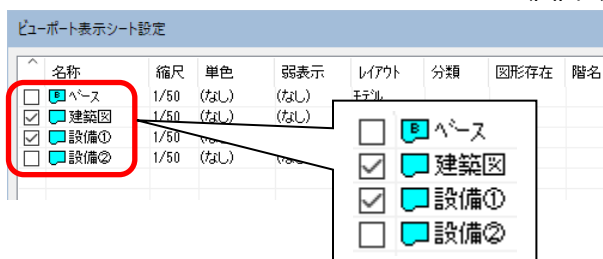 ビューポート表示シート設定
名称 縮尺 単色 弱表示 レイアウト 分類 図形存在 階名
B ベース 1/50 (なし) (なし) モデル
建築図 1/50 (なし) (なし)
設備① 1/50 (なし)
設備② 1/50 (なし)
B ベース
建築図
設備①
設備②